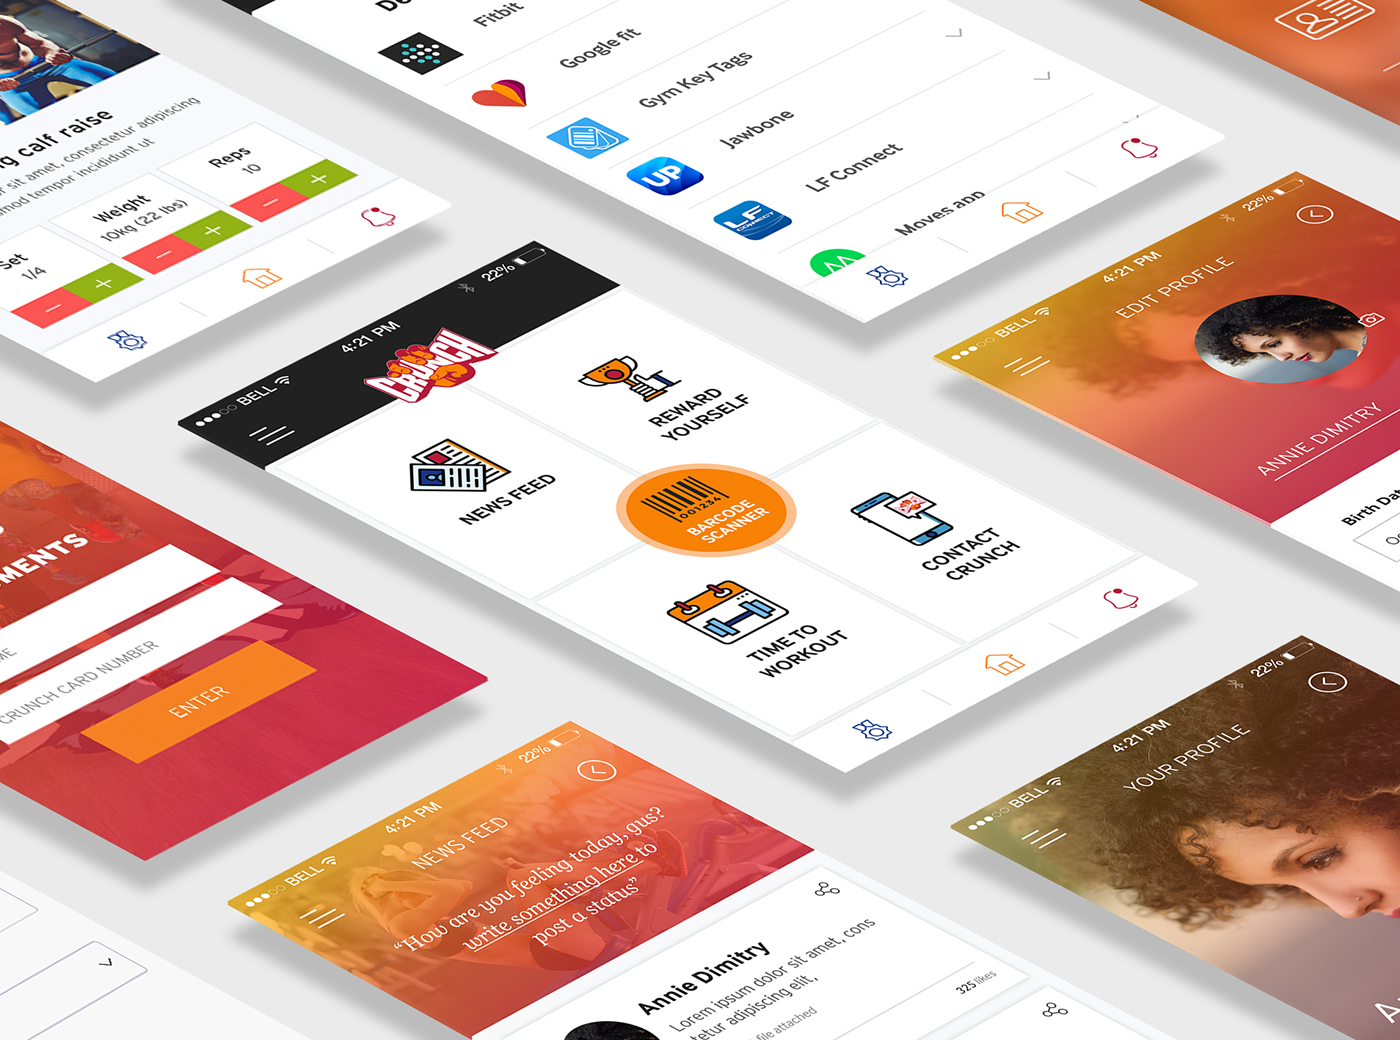 ng calf raise
r sit amet, consectetur adipiscing
smod tempor incididunt ut
Set
1/4
Weight
10kg (22 lbs)
Reps
10
Fitbit
Google fit
Gym Key Tags
Jawbone
UP
LF Connect
LF
CONNECT
Moves app
BELL
4:21 PM
22%
CRUNCH
NEWS FEED
REWARD
YOURSELF
001234
BARCODE
SCANNER
CONTACT
CRUNCH
TIME TO
WORKOUT
BELL
4:21 PM
22%
EDIT PROFILE
ANNIE DIMITRY
Birth Dat
MENTS
ME
CRUNCH CARD NUMBER
ENTER
BELL
4:21 PM
22%
NEWS FEED
“How are you feeling today, gus?
write something here to
post a status”
Annie Dimitry
Lorem ipsum dolor sit amet, cons
tetur adipiscing elit,
file attached
325 likes
BELL
4:21 PM
22%
YOUR PROFILE
A